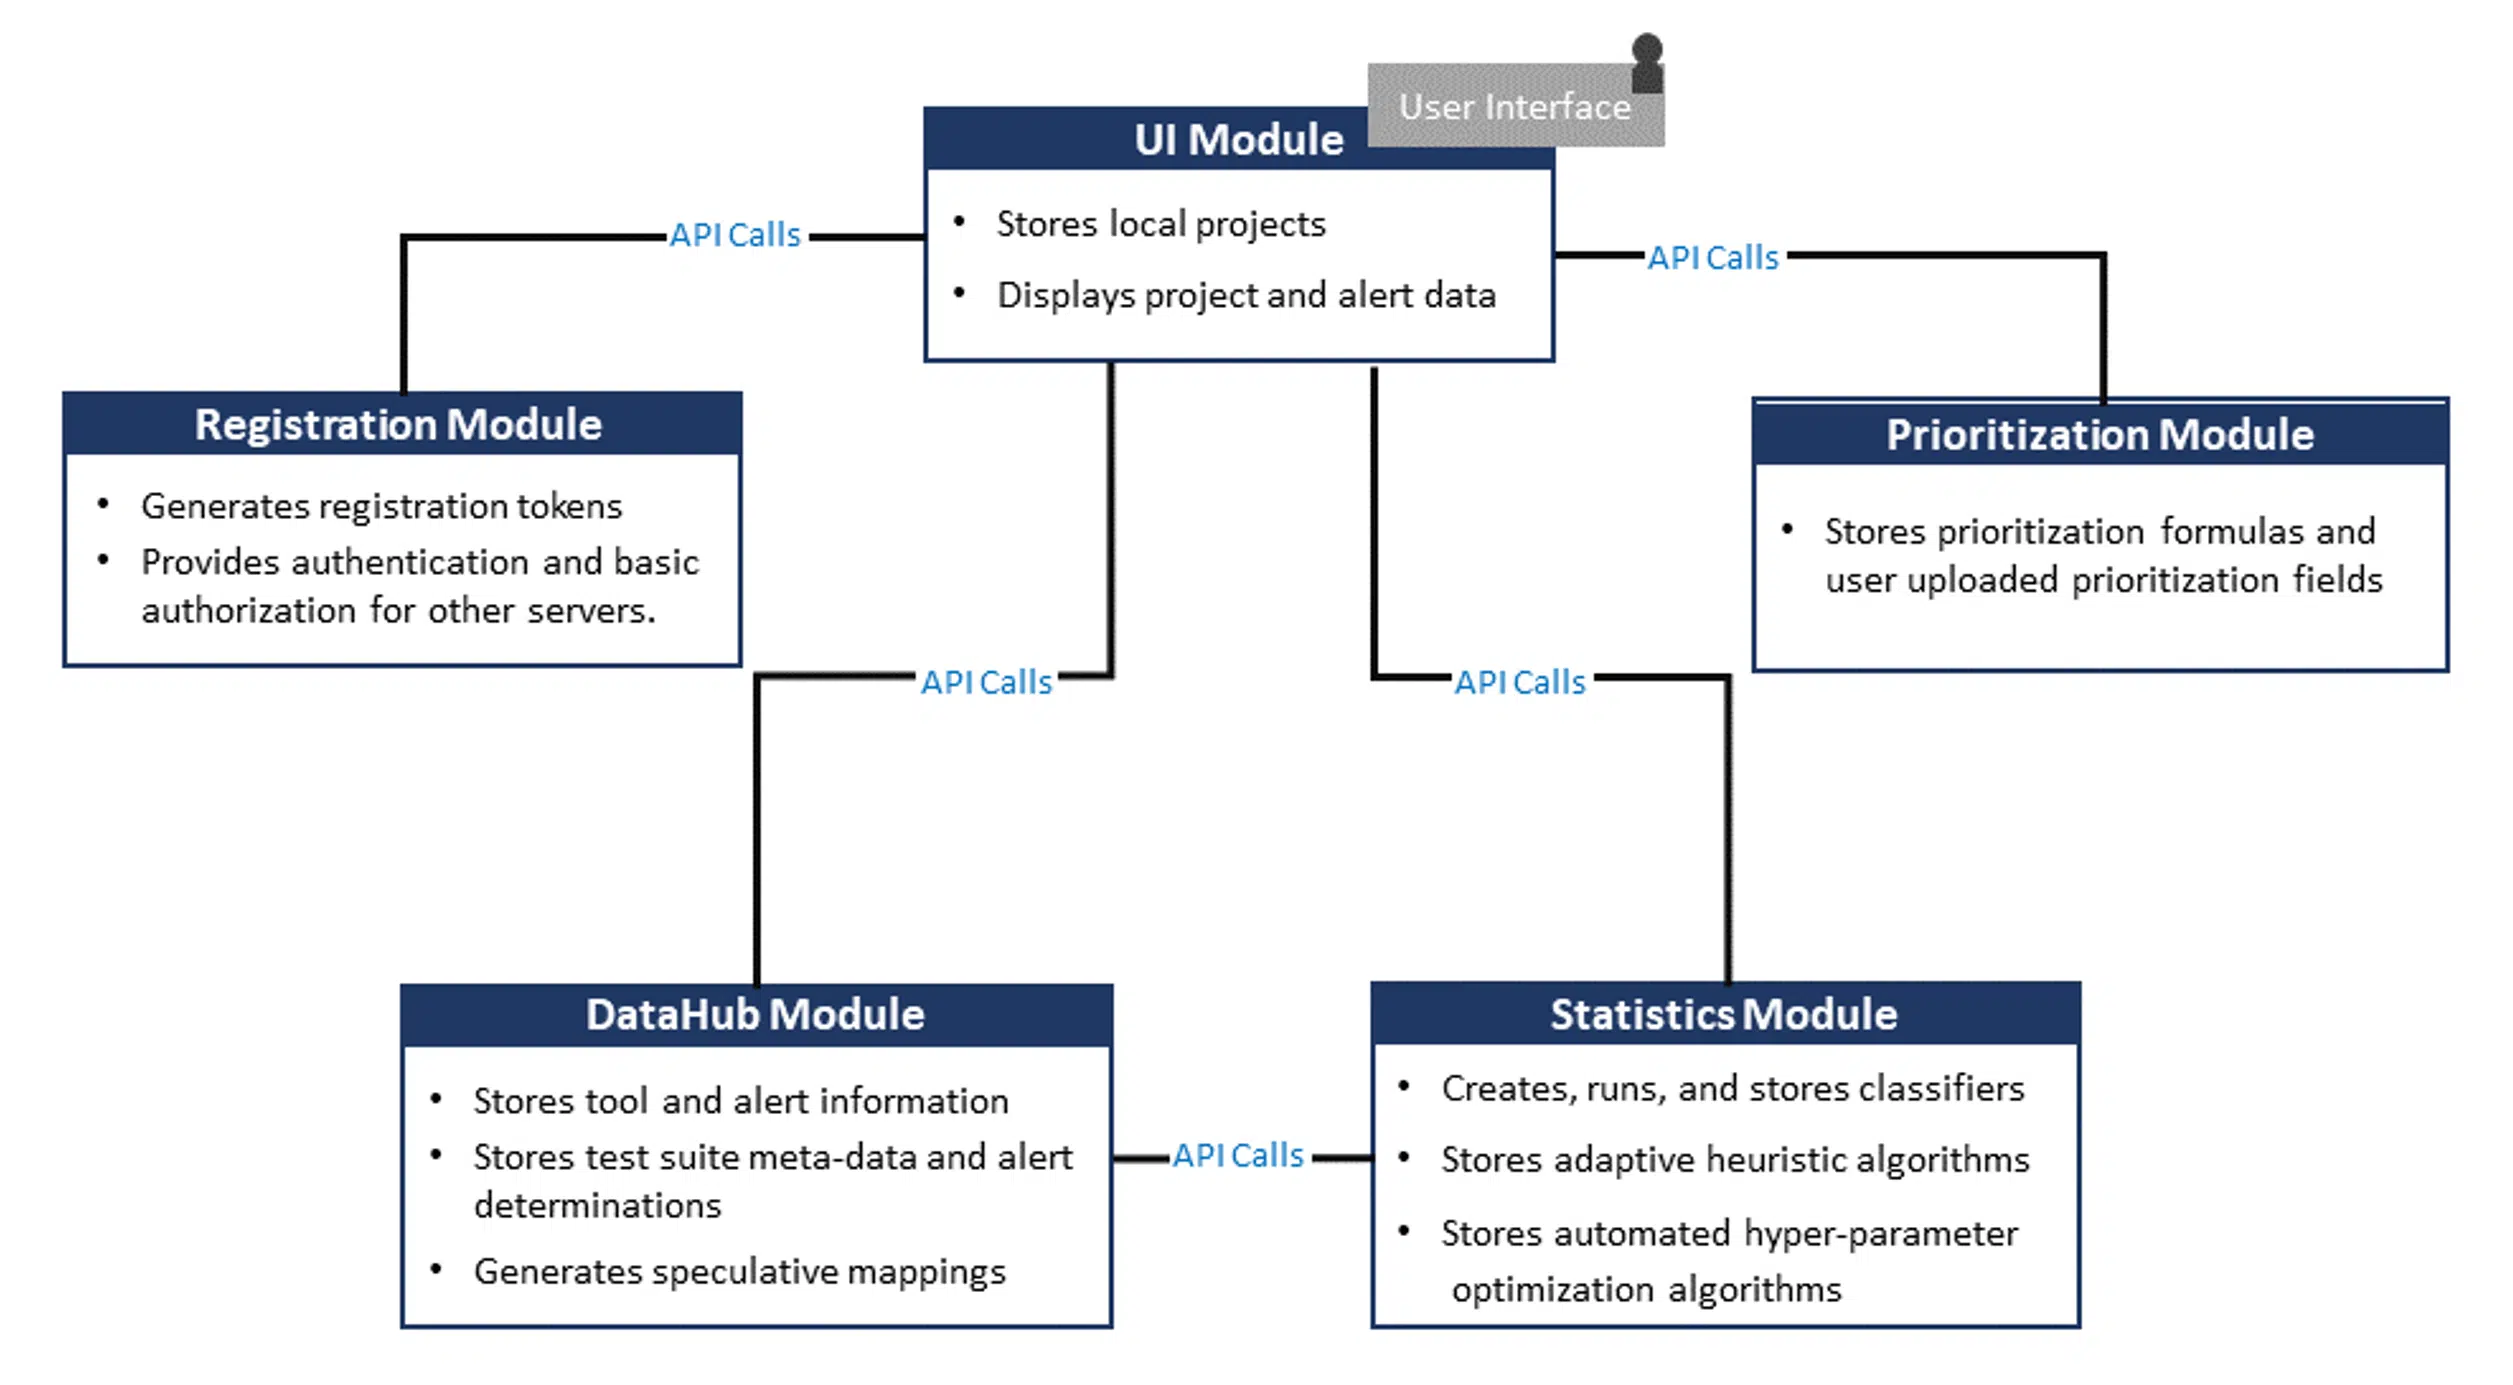 User Interface
UI Module
• Stores local projects
• Displays project and alert data
API Calls
API Calls
Registration Module
• Generates registration tokens
• Provides authentication and basic
authorization for other servers.
Prioritization Module
• Stores prioritization formulas and
user uploaded prioritization fields
API Calls
API Calls
DataHub Module
• Stores tool and alert information
• Stores test suite meta-data and alert
determinations
• Generates speculative mappings
API Calls
Statistics Module
• Creates, runs, and stores classifiers
• Stores adaptive heuristic algorithms
• Stores automated hyper-parameter
optimization algorithms